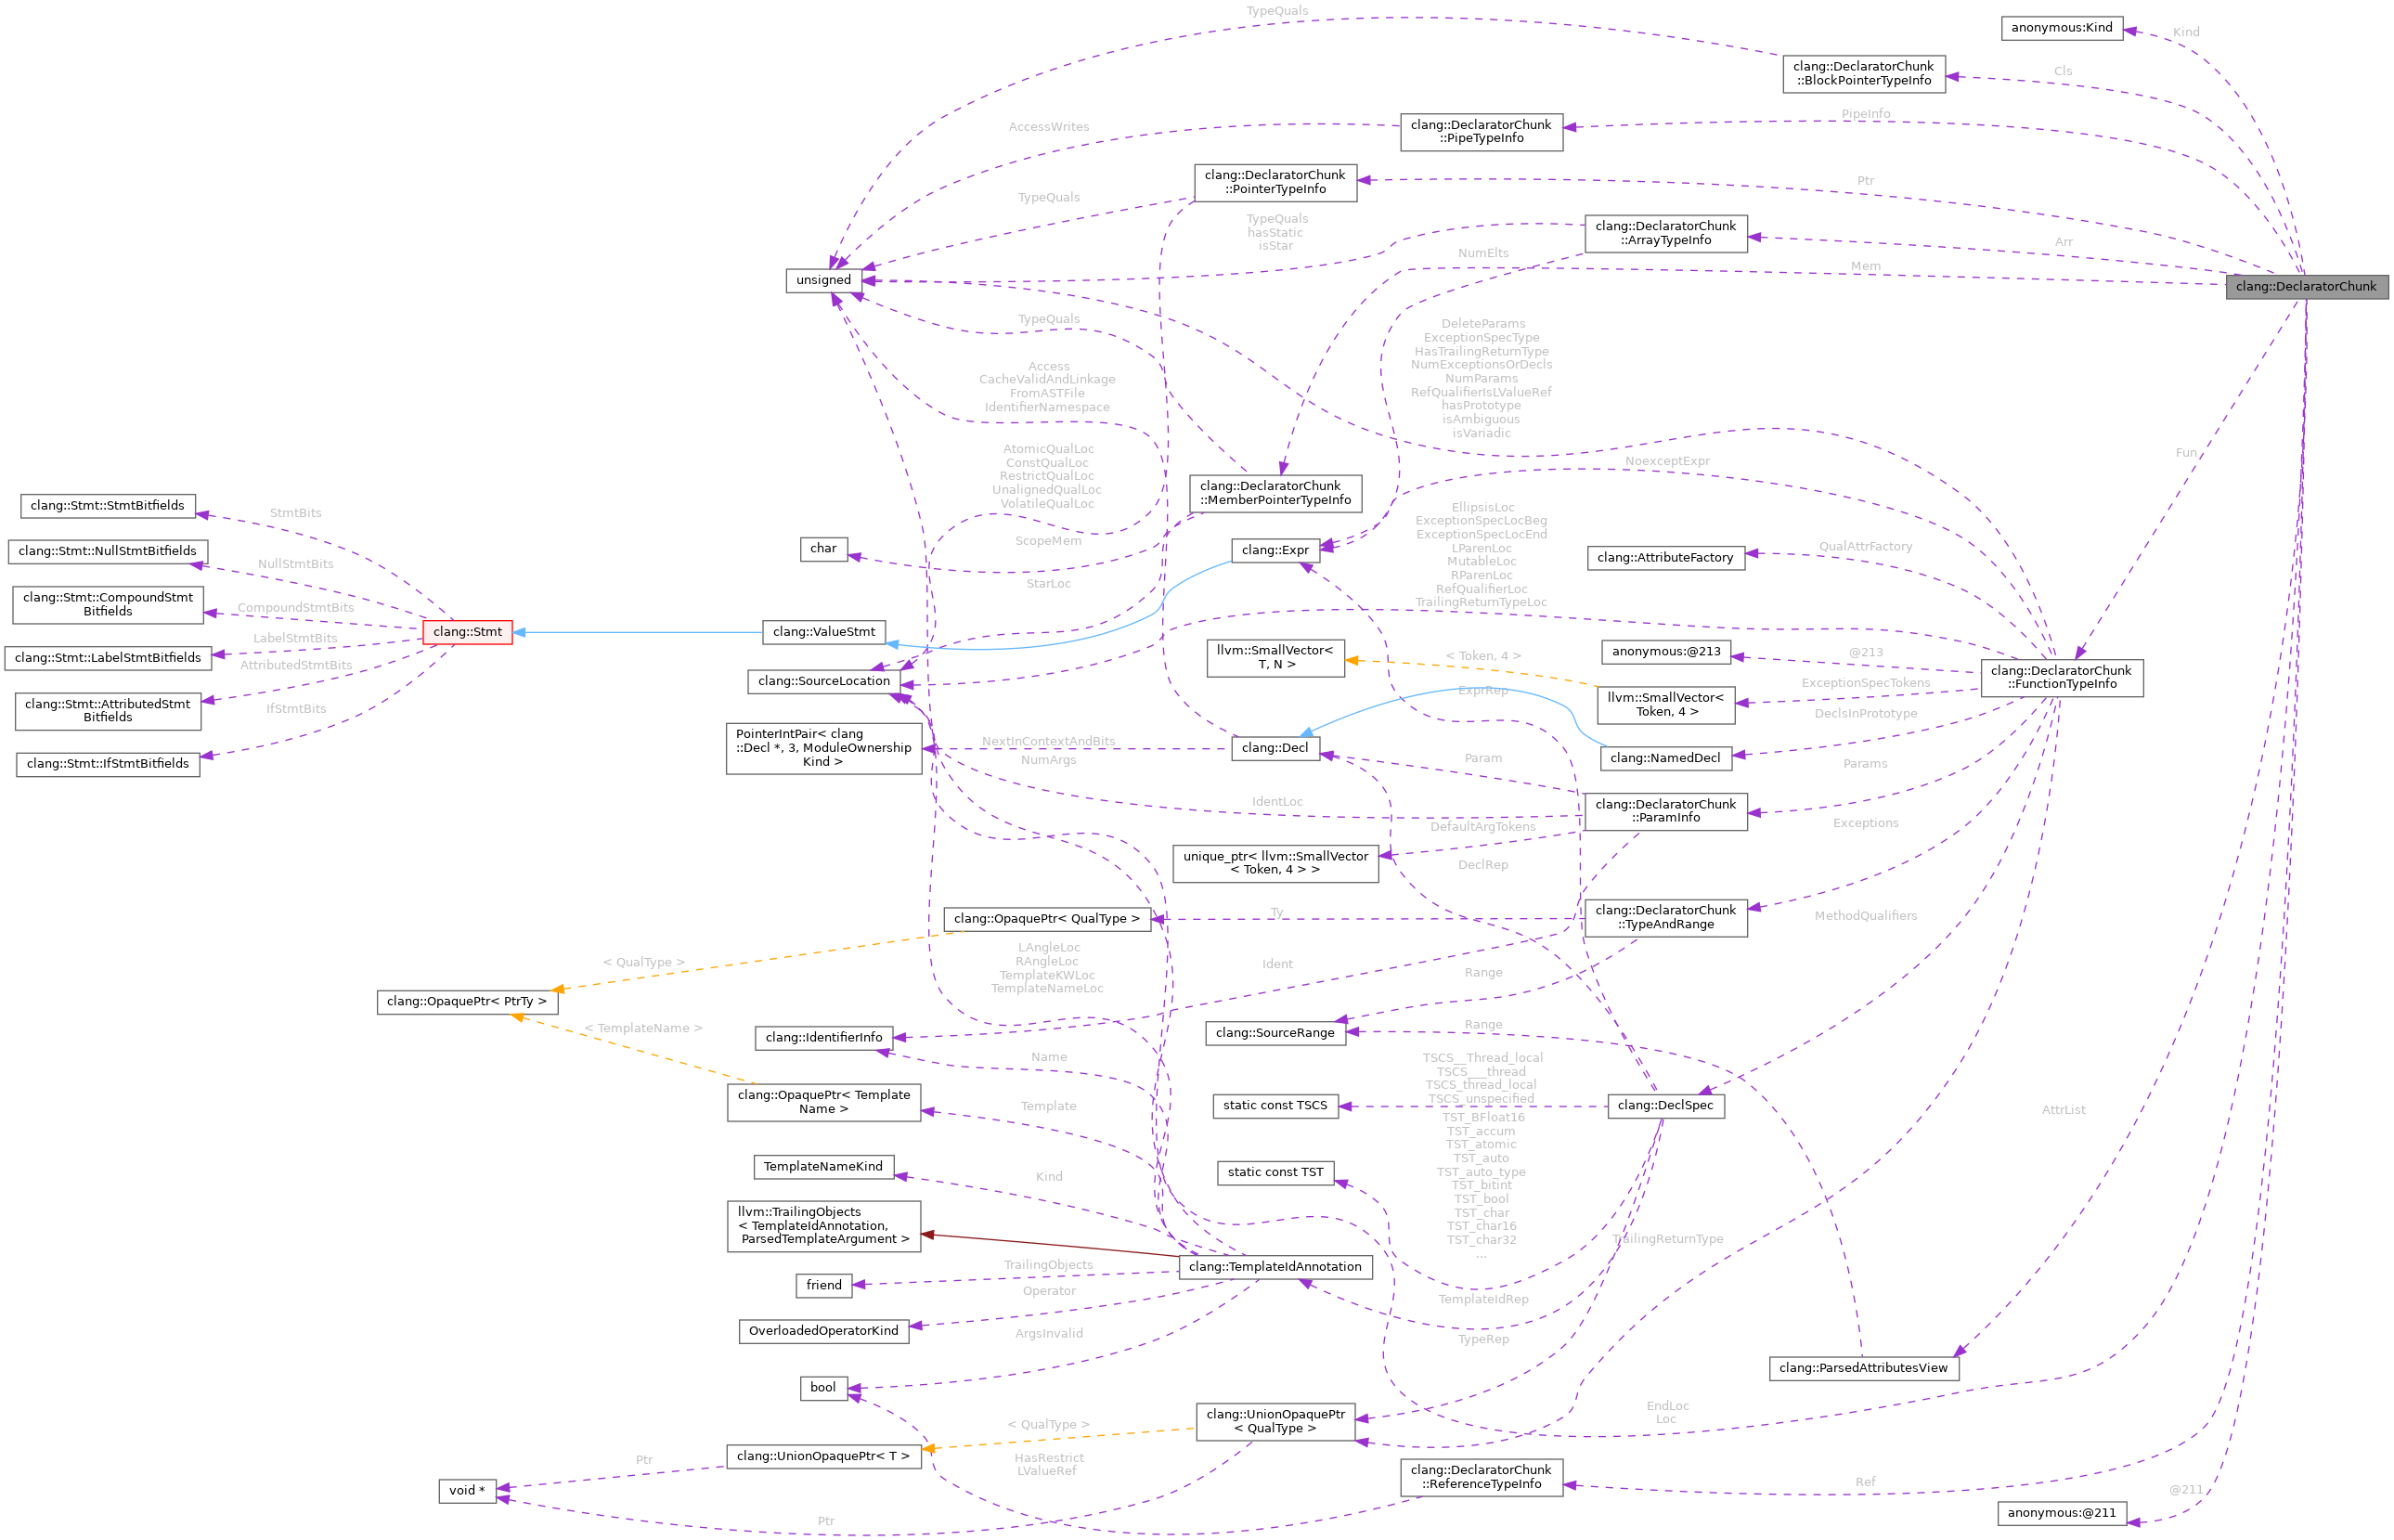 TypeQuals
anonymous:Kind
Kind
clang::DeclaratorChunk
::BlockPointerTypeInfo
Cls
PipeInfo
AccessWrites
clang::DeclaratorChunk
::PipeTypeInfo
clang::DeclaratorChunk
::PointerTypeInfo
Ptr
TypeQuals
TypeQuals
hasStatic
isStar
clang::DeclaratorChunk
::ArrayTypeInfo
Arr
NumElts
Mem
unsigned
clang::DeclaratorChunk
TypeQuals
DeleteParams
ExceptionSpecType
HasTrailingReturnType
NumExceptionsOrDecls
NumParams
RefQualifierIsLValueRef
hasPrototype
isAmbiguous
isVariadic
Access
CacheValidAndLinkage
FromASTFile
IdentifierNamespace
AtomicQualLoc
ConstQualLoc
RestrictQualLoc
UnalignedQualLoc
VolatileQualLoc
Fun
NoexceptExpr
clang::DeclaratorChunk
::MemberPointerTypeInfo
clang::Stmt::StmtBitfields
StmtBits
EllipsisLoc
ExceptionSpecLocBeg
ExceptionSpecLocEnd
LParenLoc
MutableLoc
RParenLoc
RefQualifierLoc
TrailingReturnTypeLoc
char
ScopeMem
clang::Expr
clang::AttributeFactory
QualAttrFactory
clang::Stmt::NullStmtBitfields
NullStmtBits
StarLoc
clang::Stmt::CompoundStmt
Bitfields
CompoundStmtBits
clang::Stmt
clang::ValueStmt
LabelStmtBits
clang::Stmt::LabelStmtBitfields
AttributedStmtBits
llvm::SmallVector<
T, N >
< Token, 4 >
anonymous:@213
@213
clang::DeclaratorChunk
::FunctionTypeInfo
clang::SourceLocation
ExprRep
llvm::SmallVector<
Token, 4 >
ExceptionSpecTokens
clang::Stmt::AttributedStmt
Bitfields
IfStmtBits
DeclsInPrototype
PointerIntPair< clang
::Decl *, 3, ModuleOwnership
Kind >
NextInContextAndBits
NumArgs
clang::Decl
clang::NamedDecl
Param
Params
clang::Stmt::IfStmtBitfields
IdentLoc
clang::DeclaratorChunk
::ParamInfo
DefaultArgTokens
Exceptions
unique_ptr< llvm::SmallVector
< Token, 4 > >
DeclRep
clang::OpaquePtr< QualType >
Ty
clang::DeclaratorChunk
::TypeAndRange
MethodQualifiers
LAngleLoc
RAngleLoc
TemplateKWLoc
TemplateNameLoc
< QualType >
Ident
Range
clang::OpaquePtr< PtrTy >
< TemplateName >
clang::IdentifierInfo
clang::SourceRange
Range
Name
TSCS__Thread_local
TSCS___thread
TSCS_thread_local
TSCS_unspecified
clang::OpaquePtr< Template
Name >
Template
static const TSCS
clang::DeclSpec
AttrList
TST_BFloat16
TST_accum
TST_atomic
TST_auto
TST_auto_type
TST_bitint
TST_bool
TST_char
TST_char16
TST_char32
...
TemplateNameKind
Kind
static const TST
llvm::TrailingObjects
< TemplateIdAnnotation,
ParsedTemplateArgument >
TrailingReturnType
clang::TemplateIdAnnotation
TrailingObjects
friend
Operator
TemplateIdRep
OverloadedOperatorKind
ArgsInvalid
TypeRep
clang::ParsedAttributesView
bool
clang::UnionOpaquePtr
< QualType >
< QualType >
EndLoc
Loc
clang::UnionOpaquePtr< T >
Ptr
HasRestrict
LValueRef
clang::DeclaratorChunk
::ReferenceTypeInfo
Ref
void *
@211
anonymous:@211
Ptr